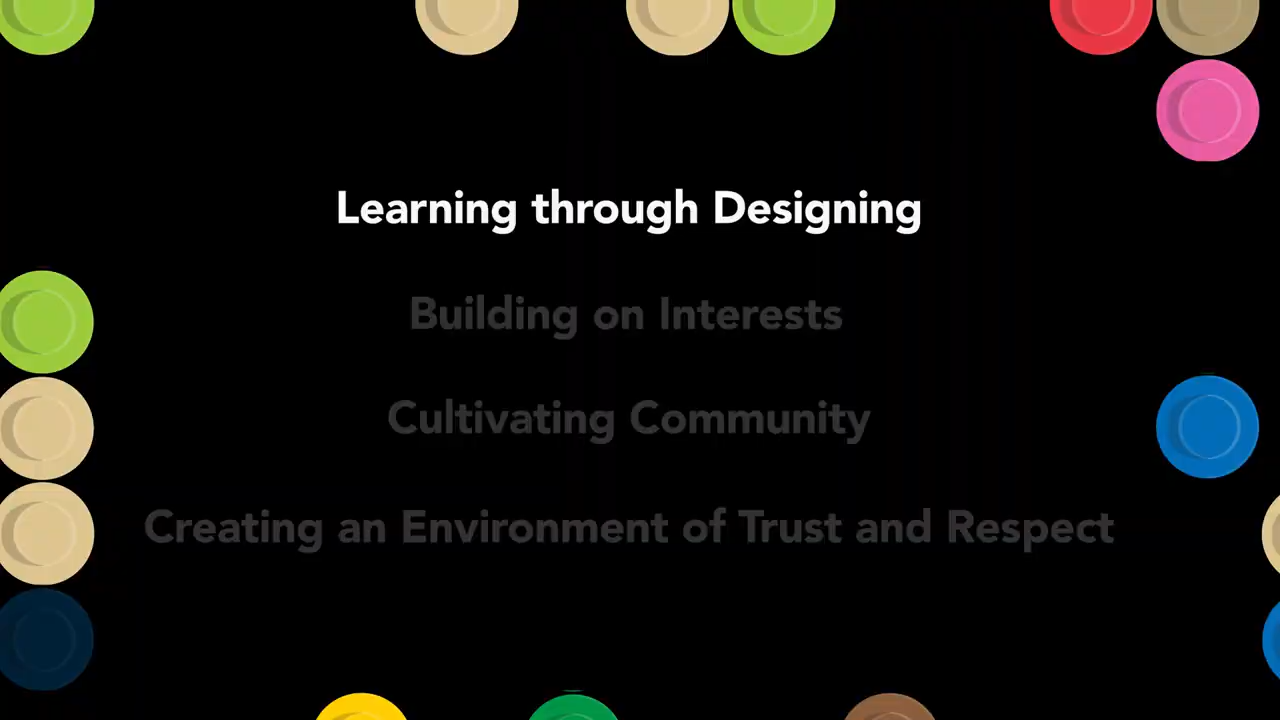 Learning through Designing
Building on Interests
Cultivating Community
Creating an Environment of Trust and Respect